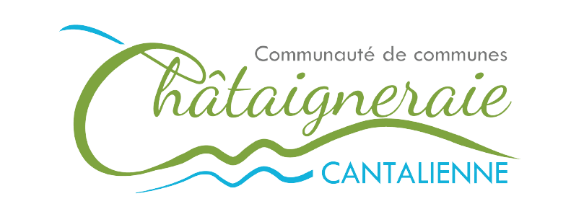 Communauté de communes
Châtaigneraie
CANTALIENNE